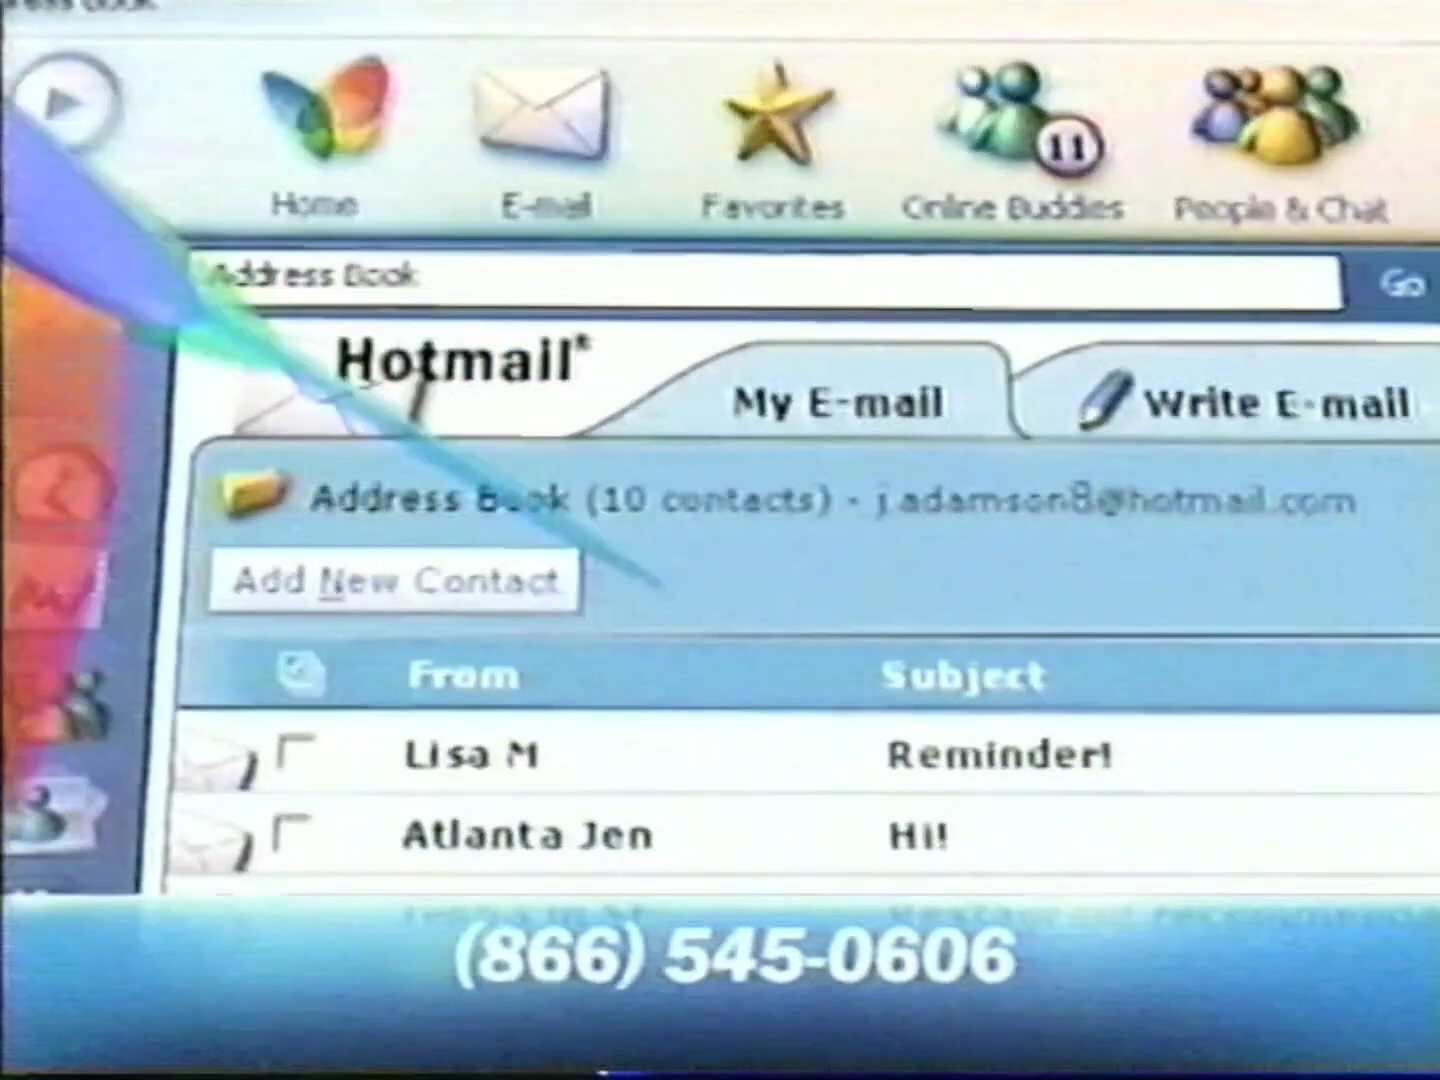 Home E-mail Favorites Online Buddies 11 People & Chat
Address Book Go
Hotmail®
My E-mail Write E-mail
Address Book (10 contacts) - j.adamson8@hotmail.com
Add New Contact
From Subject
Lisa M Reminder!
Atlanta Jen Hi!
(866) 545-0606